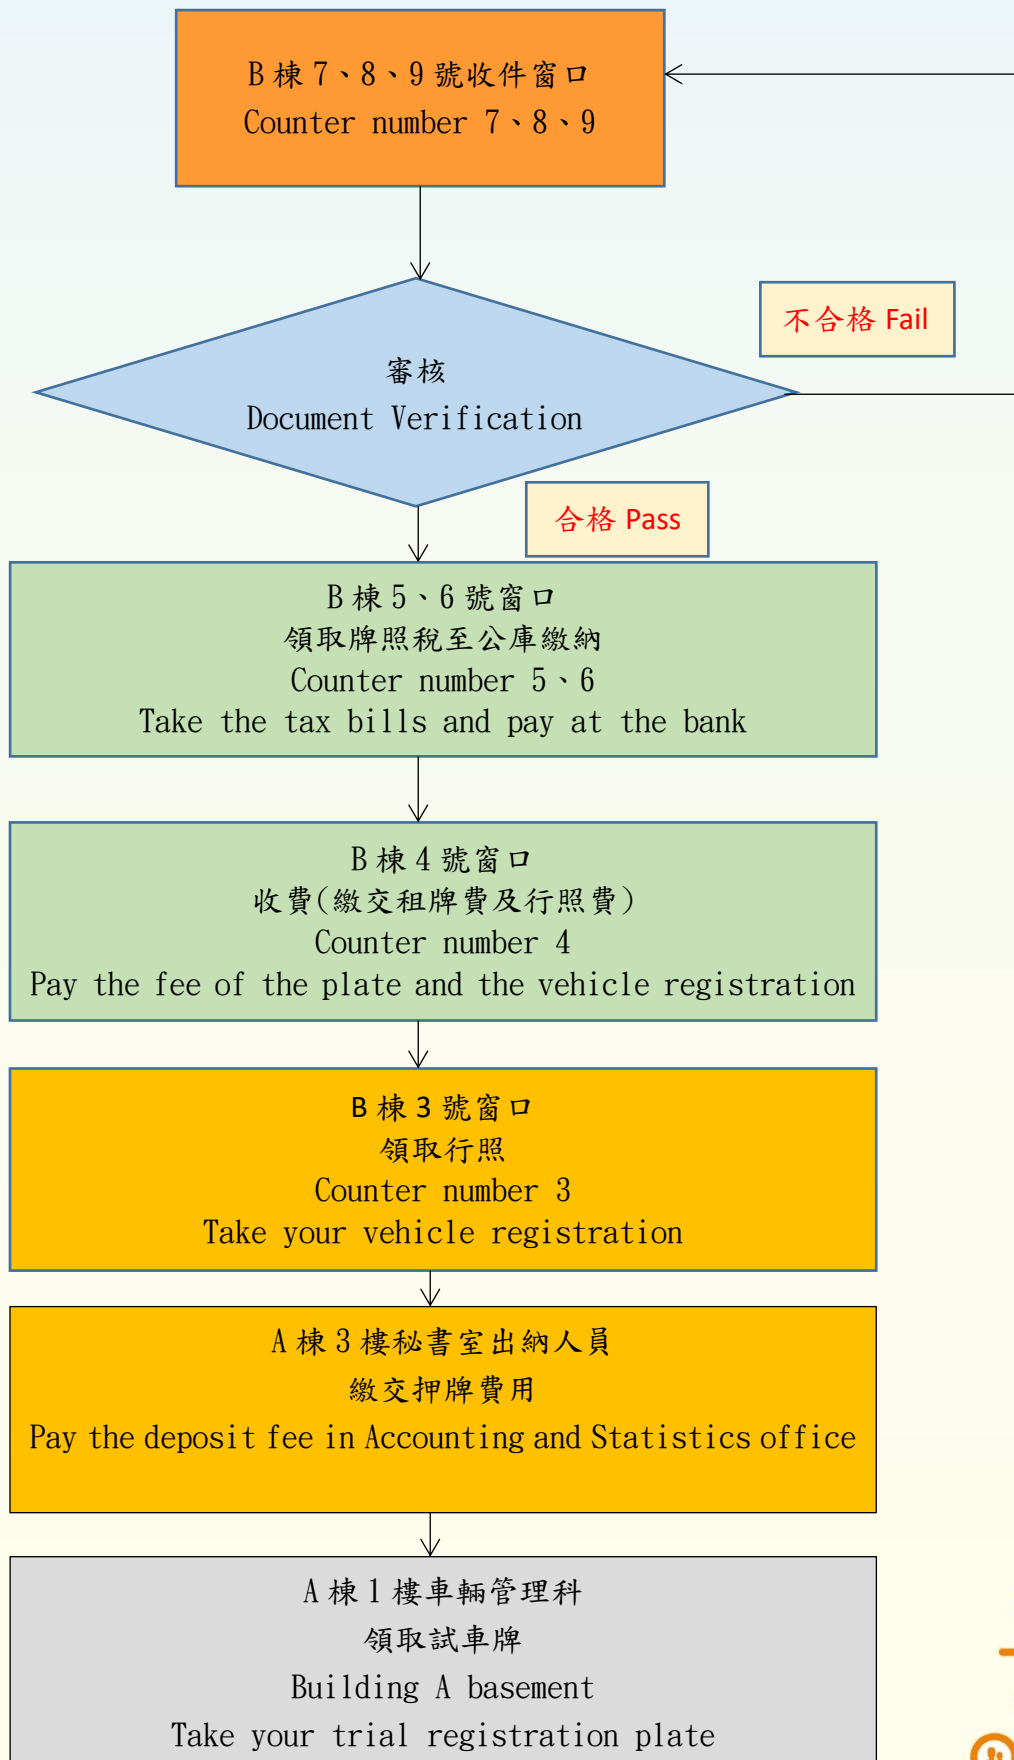 B棟7、8、9號收件窗口
Counter number 7、8、9
審核
Document Verification
不合格 Fail
合格 Pass
B棟5、6號窗口
領取牌照稅至公庫繳納
Counter number 5、6
Take the tax bills and pay at the bank
B棟4號窗口
收費(繳交租牌費及行照費)
Counter number 4
Pay the fee of the plate and the vehicle registration
B棟3號窗口
領取行照
Counter number 3
Take your vehicle registration
A棟3樓秘書室出納人員
繳交押牌費用
Pay the deposit fee in Accounting and Statistics office
A棟1樓車輛管理科
領取試車牌
Building A basement
Take your trial registration plate